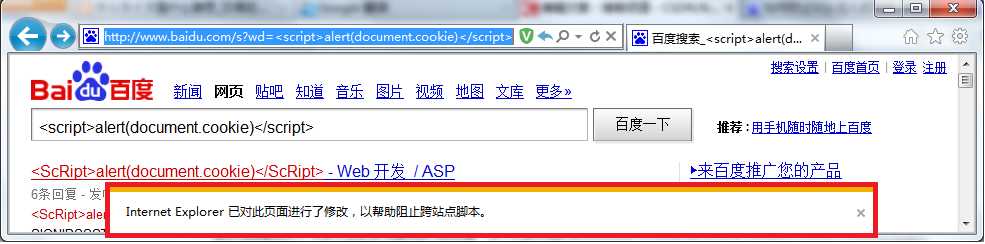 http://www.baidu.com/s?wd=<script>alert(document.cookie)</script>
百度搜索_<script>alert(d...
搜索设置 | 百度首页 | 登录 注册
Bai du 百度 新闻 网页 贴吧 知道 音乐 图片 视频 地图 文库 更多»
<script>alert(document.cookie)</script> 百度一下 推荐 : 用手机随时随地上百度
<ScRipt>alert(document.cookie)</ScRipt> - Web 开发 / ASP
来百度推广您的产品
6条回复 - 发
<ScRipt>aler
Internet Explorer 已对此页面进行了修改，以帮助阻止跨站点脚本。